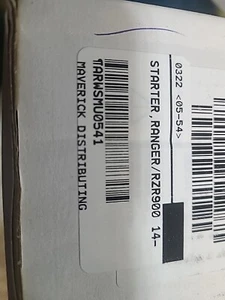 0322 <05-54>
STARTER,RANGER/RZR900 14-
TARWSMU0541
MAVERICK DISTRIBUTING